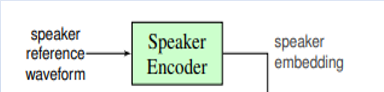 speaker
reference
waveform
Speaker
Encoder
speaker
embedding